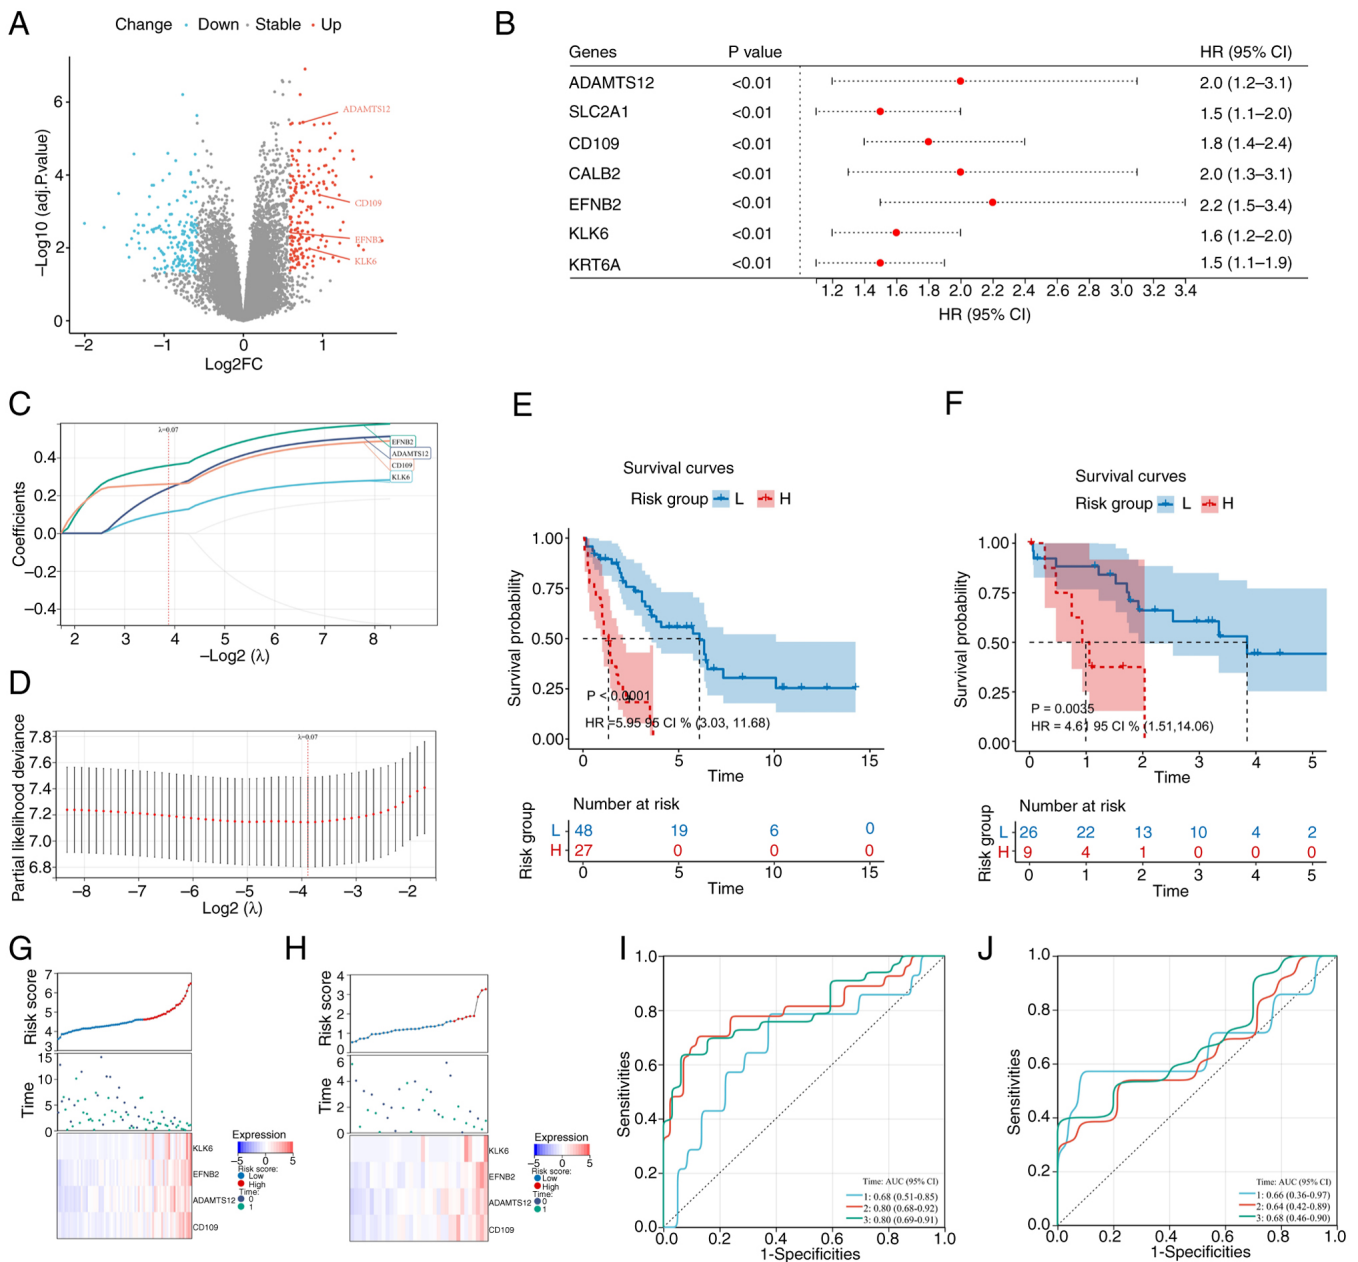 A
Change Down Stable Up
−Log10 (adj.Pvalue)
6
4
2
0
ADAMTS12
CD109
EFNB2
KLK6
−2 −1 0 1
Log2FC
B
Genes P value HR (95% CI)
ADAMTS12 <0.01 2.0 (1.2–3.1)
SLC2A1 <0.01 1.5 (1.1–2.0)
CD109 <0.01 1.8 (1.4–2.4)
CALB2 <0.01 2.0 (1.3–3.1)
EFNB2 <0.01 2.2 (1.5–3.4)
KLK6 <0.01 1.6 (1.2–2.0)
KRT6A <0.01 1.5 (1.1–1.9)
1.2 1.4 1.6 1.8 2.0 2.2 2.4 2.6 2.8 3.0 3.2 3.4
HR (95% CI)
C
λ=0.07
Coefficients
0.4
0.2
0.0
−0.2
−0.4
EFNB2
ADAMTS12
CD109
KLK6
2 3 4 5 6 7 8
−Log2 (λ)
D
λ=0.07
Partial likelihood deviance
7.8
7.6
7.4
7.2
7.0
6.8
−8 −7 −6 −5 −4 −3 −2
Log2 (λ)
E
Survival curves
Risk group L H
Survival probability
1.00
0.75
0.50
0.25
0.00
P < 0.0001
HR =5.95 95 CI % (3.03, 11.68)
0 5 10 15
Time
Number at risk
Risk group
L 48 19 6 0
H 27 0 0 0
0 5 10 15
Time
F
Survival curves
Risk group L H
Survival probability
1.00
0.75
0.50
0.25
0.00
P = 0.0035
HR = 4.61 95 CI % (1.51,14.06)
0 1 2 3 4 5
Time
Number at risk
Risk group
L 26 22 13 10 4 2
H 9 4 1 0 0 0
0 1 2 3 4 5
Time
G
Risk score
7
6
5
4
3
Time
15
10
5
0
KLK6
EFNB2
ADAMTS12
CD109
Expression
−5 0 5
Risk score:
Low
High
Time:
0
1
H
Risk score
4
3
2
1
0
Time
6
4
2
0
KLK6
EFNB2
ADAMTS12
CD109
Expression
−5 0 5
Risk score:
Low
High
Time:
0
1
I
Sensitivities
1.0
0.8
0.6
0.4
0.2
0.0
Time: AUC (95% CI)
1: 0.68 (0.51-0.85)
2: 0.80 (0.68-0.92)
3: 0.80 (0.69-0.91)
0.0 0.2 0.4 0.6 0.8 1.0
1-Specificities
J
Sensitivities
1.0
0.8
0.6
0.4
0.2
0.0
Time: AUC (95% CI)
1: 0.66 (0.36-0.97)
2: 0.64 (0.42-0.89)
3: 0.68 (0.46-0.90)
0.0 0.2 0.4 0.6 0.8 1.0
1-Specificities